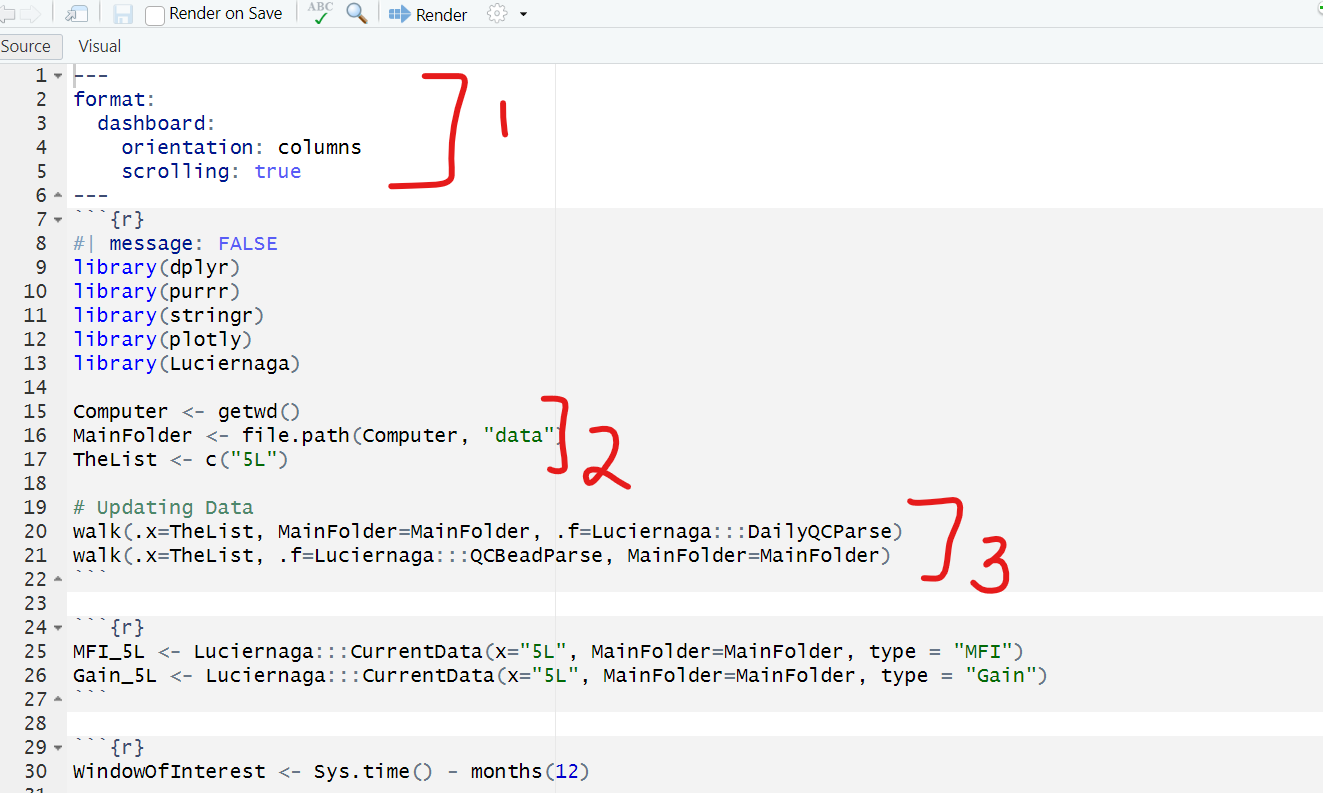 Render on Save ABC Render
Source Visual
1 ---
2 format:
3   dashboard:
4     orientation: columns
5     scrolling: true
6 ---
7 ```{r}
8 #| message: FALSE
9 library(dplyr)
10 library(purrr)
11 library(stringr)
12 library(plotly)
13 library(Luciernaga)
14
15 Computer <- getwd()
16 MainFolder <- file.path(Computer, "data")
17 TheList <- c("5L")
18
19 # Updating Data
20 walk(.x=TheList, MainFolder=MainFolder, .f=Luciernaga:::DailyQCParse)
21 walk(.x=TheList, .f=Luciernaga:::QCBeadParse, MainFolder=MainFolder)
22 ```
23
24 ```{r}
25 MFI_5L <- Luciernaga:::CurrentData(x="5L", MainFolder=MainFolder, type = "MFI")
26 Gain_5L <- Luciernaga:::CurrentData(x="5L", MainFolder=MainFolder, type = "Gain")
27 ```
28
29 ```{r}
30 WindowOfInterest <- Sys.time() - months(12)
1
2
3